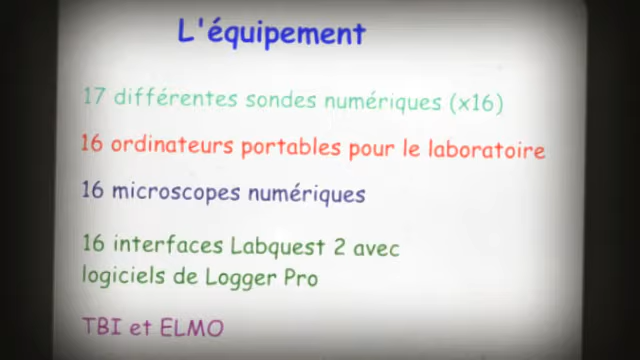 L'équipement
17 différentes sondes numériques (x16)
16 ordinateurs portables pour le laboratoire
16 microscopes numériques
16 interfaces Labquest 2 avec
logiciels de Logger Pro
TBI et ELMO